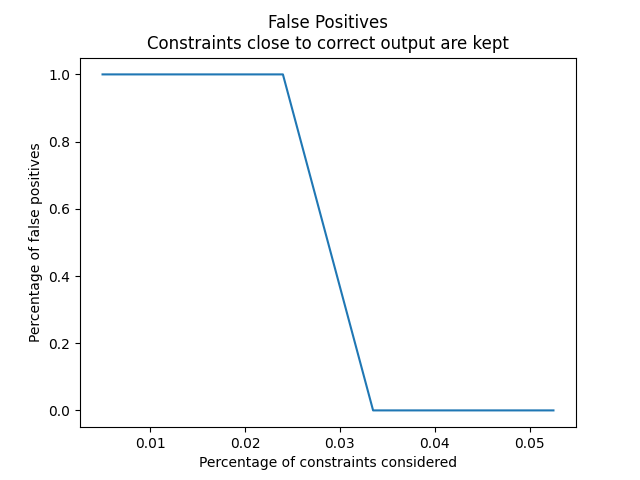 False Positives
Constraints close to correct output are kept
Percentage of false positives
1.0
0.8
0.6
0.4
0.2
0.0
0.01
0.02
0.03
0.04
0.05
Percentage of constraints considered